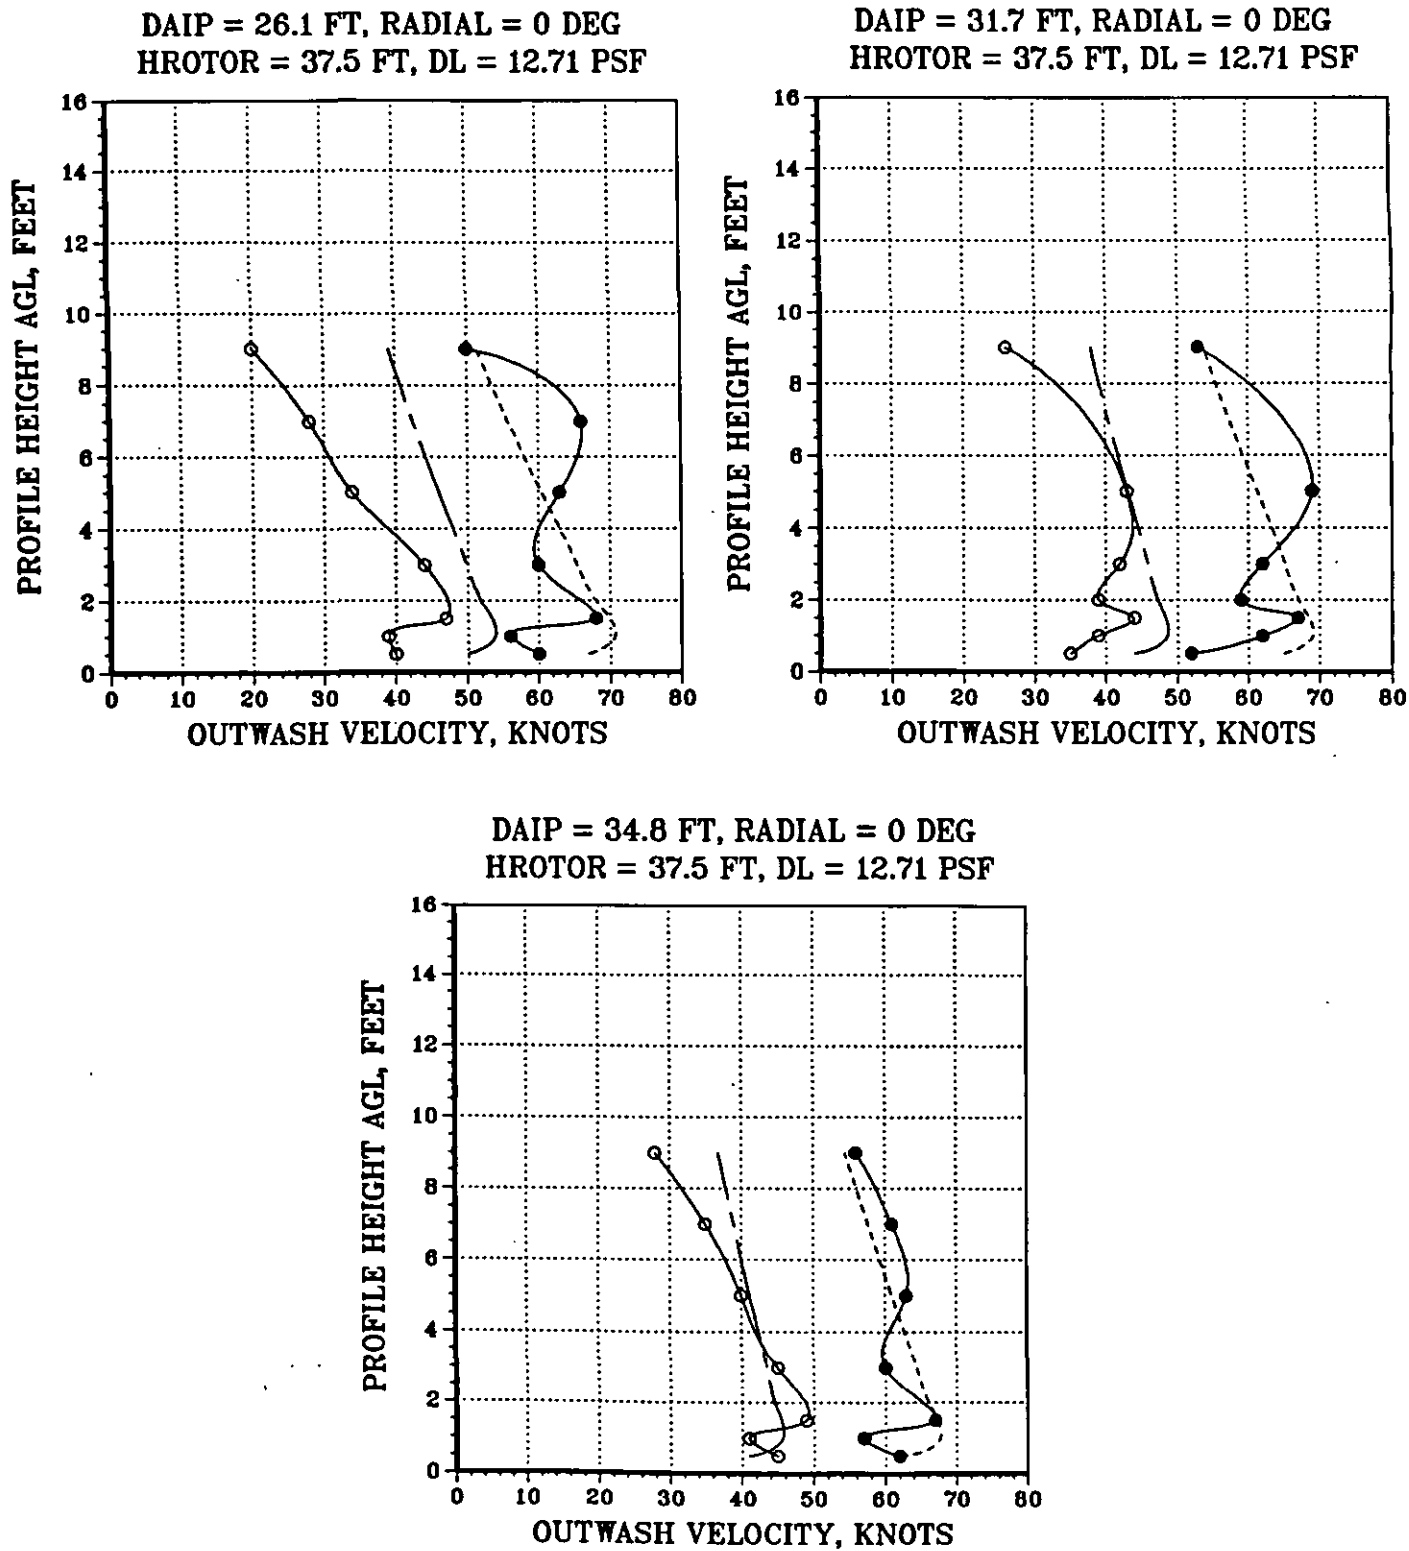 DAIP = 26.1 FT, RADIAL = 0 DEG
HROTOR = 37.5 FT, DL = 12.71 PSF
16
14
12
10
8
6
4
2
0
PROFILE HEIGHT AGL, FEET
0 10 20 30 40 50 60 70 80
OUTWASH VELOCITY, KNOTS
DAIP = 31.7 FT, RADIAL = 0 DEG
HROTOR = 37.5 FT, DL = 12.71 PSF
16
14
12
10
8
6
4
2
0
PROFILE HEIGHT AGL, FEET
0 10 20 30 40 50 60 70 80
OUTWASH VELOCITY, KNOTS
DAIP = 34.8 FT, RADIAL = 0 DEG
HROTOR = 37.5 FT, DL = 12.71 PSF
16
14
12
10
8
6
4
2
0
PROFILE HEIGHT AGL, FEET
0 10 20 30 40 50 60 70 80
OUTWASH VELOCITY, KNOTS